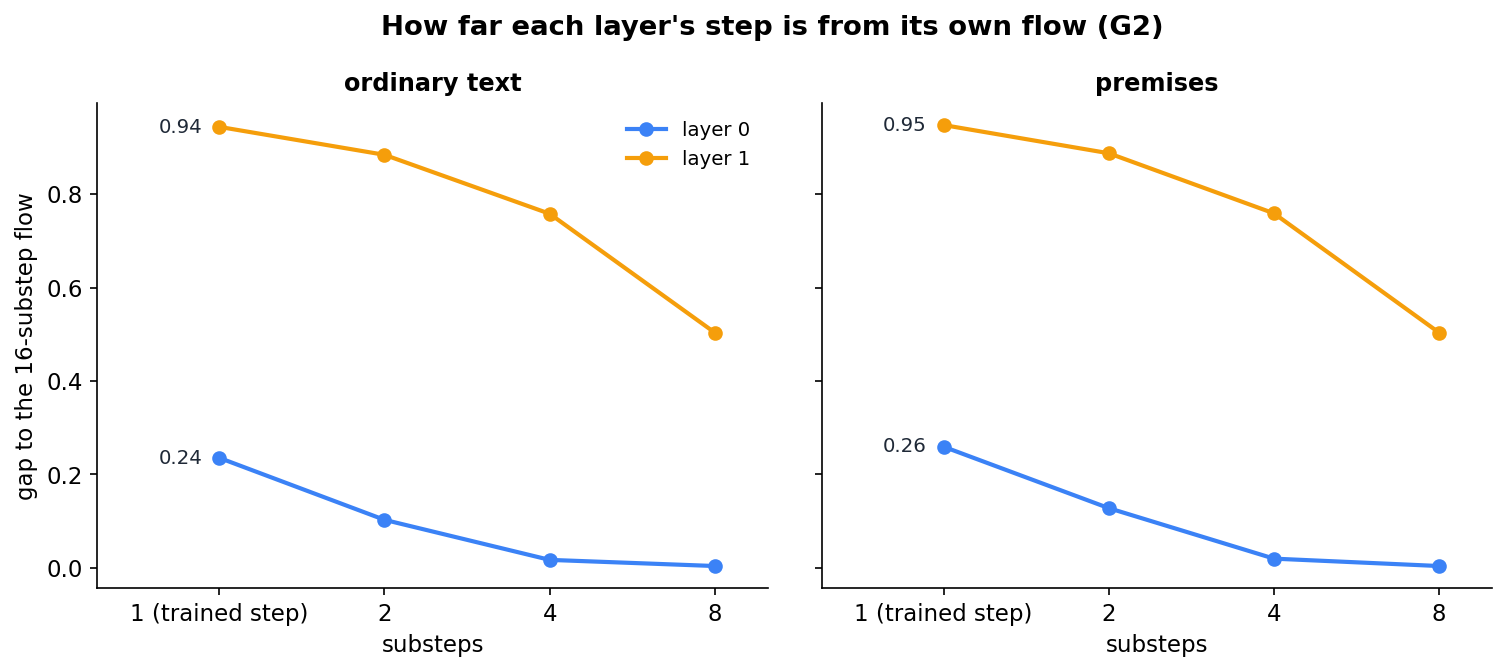 How far each layer's step is from its own flow (G2)
ordinary text
premises
gap to the 16-substep flow
0.8
0.6
0.4
0.2
0.0
0.94
0.24
layer 0
layer 1
1 (trained step)
2
4
8
substeps
0.95
0.26
1 (trained step)
2
4
8
substeps